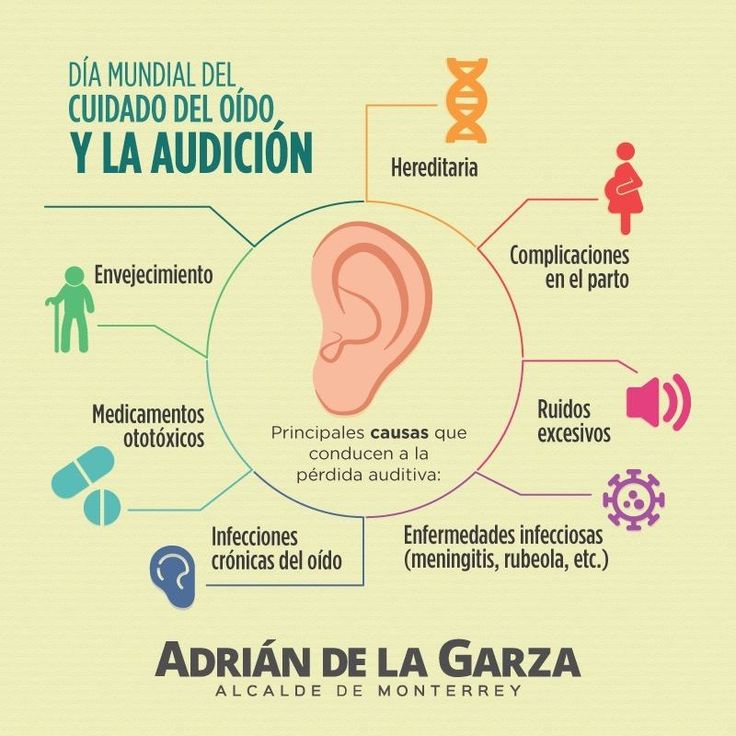 DÍA MUNDIAL DEL
CUIDADO DEL OÍDO
Y LA AUDICIÓN
Hereditaria
Complicaciones
en el parto
Ruidos
excesivos
Enfermedades infecciosas
(meningitis, rubeola, etc.)
Infecciones
crónicas del oído
Medicamentos
ototóxicos
Envejecimiento
Principales causas que
conducen a la
pérdida auditiva:
ADRIÁN DE LA GARZA
ALCALDE DE MONTERREY